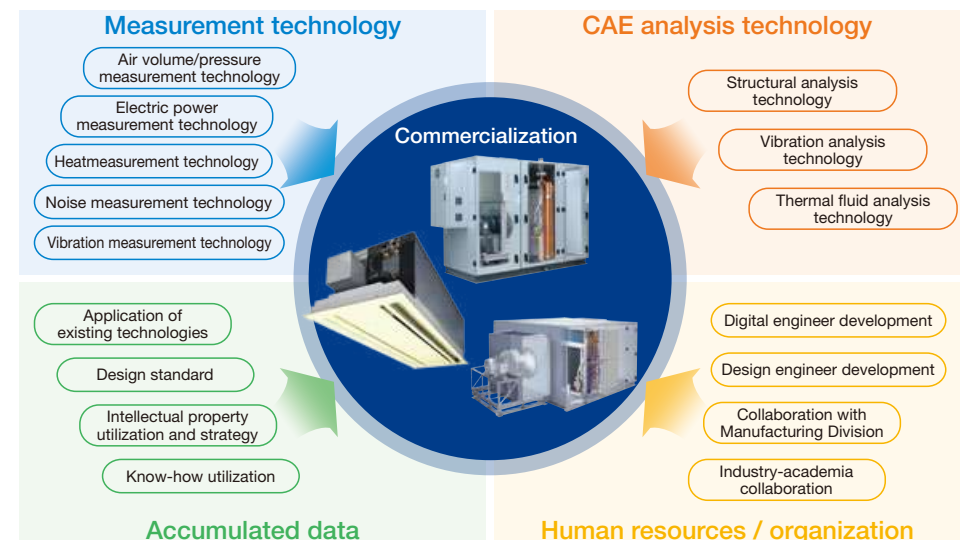 Measurement technology
Air volume/pressure
measurement technology
Electric power
measurement technology
Heatmeasurement technology
Noise measurement technology
Vibration measurement technology
CAE analysis technology
Structural analysis
technology
Vibration analysis
technology
Thermal fluid analysis
technology
Commercialization
Application of
existing technologies
Design standard
Intellectual property
utilization and strategy
Know-how utilization
Accumulated data
Digital engineer development
Design engineer development
Collaboration with
Manufacturing Division
Industry-academia
collaboration
Human resources / organization